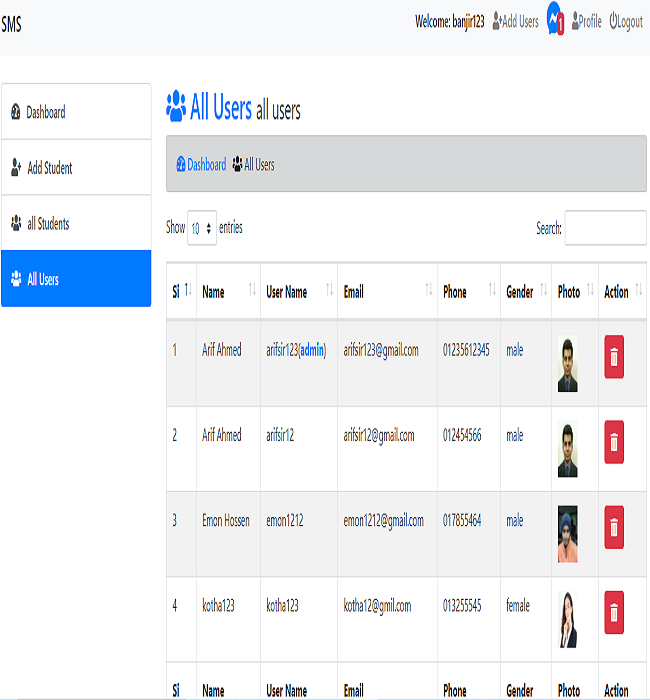 SMS Welcome: banjir123 Add Users 1 Profile Logout
Dashboard
Add Student
all Students
All Users
All Users all users
Dashboard All Users
Show 10 entries Search:
Sl Name User Name Email Phone Gender Photo Action
1 Arif Ahmed arifsir123(admin) arifsir123@gmail.com 01235612345 male
2 Arif Ahmed arifsir12 arifsir12@gmail.com 012454566 male
3 Emon Hossen emon1212 emon1212@gmail.com 017855464 male
4 kotha123 kotha123 kotha12@gmil.com 013255545 female
Sl Name User Name Email Phone Gender Photo Action